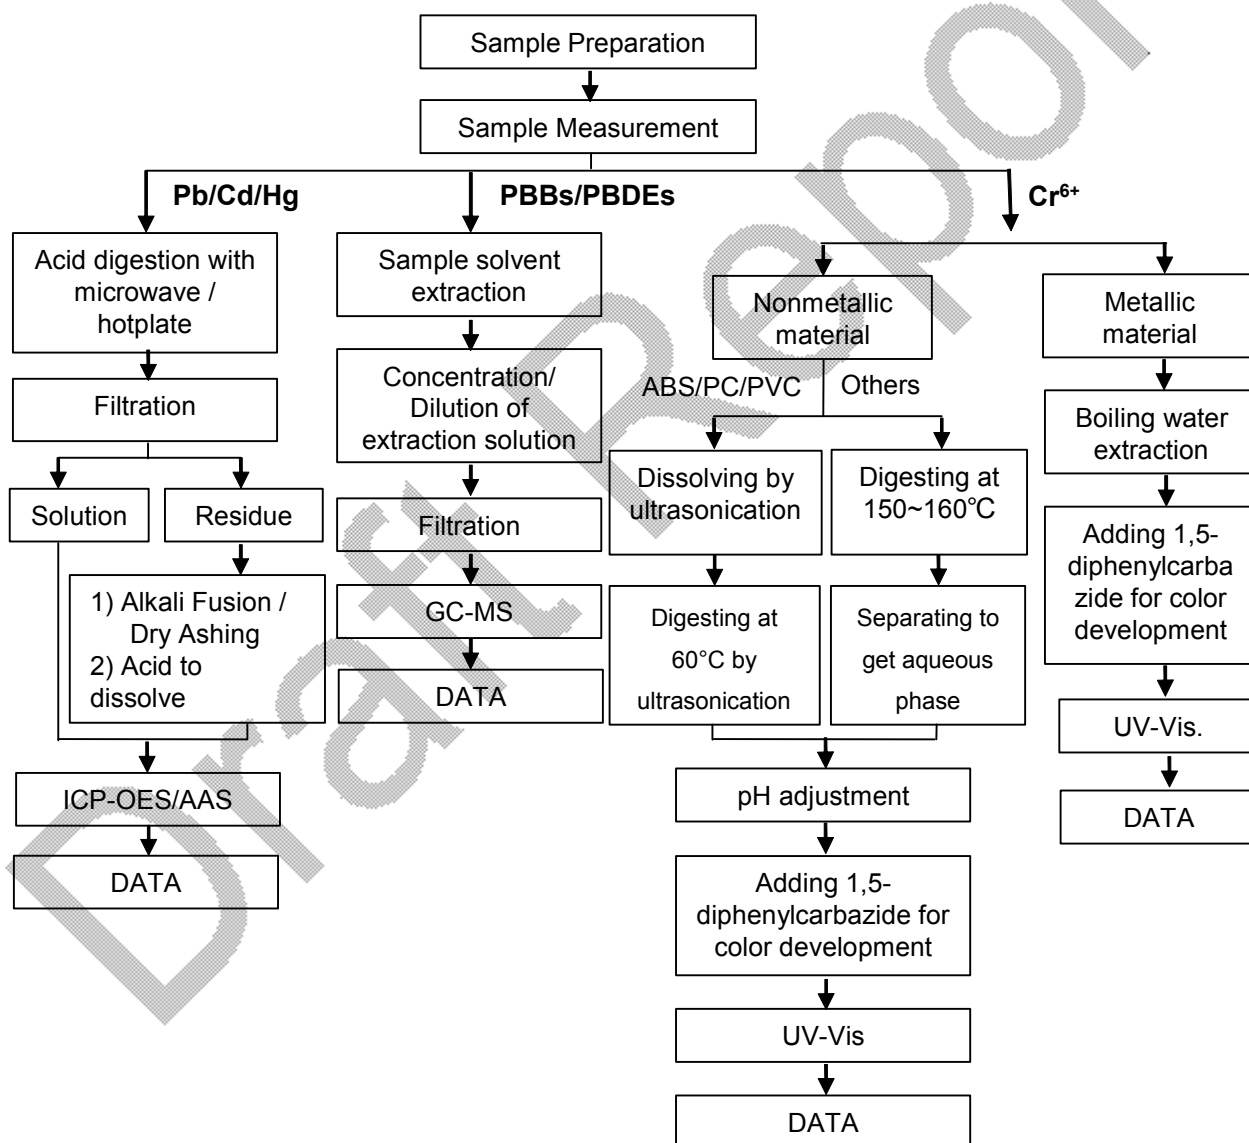 Sample Preparation
Sample Measurement
Pb/Cd/Hg
PBBs/PBDEs
Cr⁶⁺
Acid digestion with
microwave /
hotplate
Filtration
Solution
Residue
1) Alkali Fusion /
Dry Ashing
2) Acid to
dissolve
ICP-OES/AAS
DATA
Sample solvent
extraction
Concentration/
Dilution of
extraction solution
Filtration
GC-MS
DATA
Nonmetallic
material
ABS/PC/PVC
Others
Dissolving by
ultrasonication
Digesting at
60°C by
ultrasonication
Digesting at
150~160℃
Separating to
get aqueous
phase
pH adjustment
Adding 1,5-
diphenylcarbazide for
color development
UV-Vis
DATA
Metallic
material
Boiling water
extraction
Adding 1,5-
diphenylcarba
zide for color
development
UV-Vis.
DATA
Draft Repor